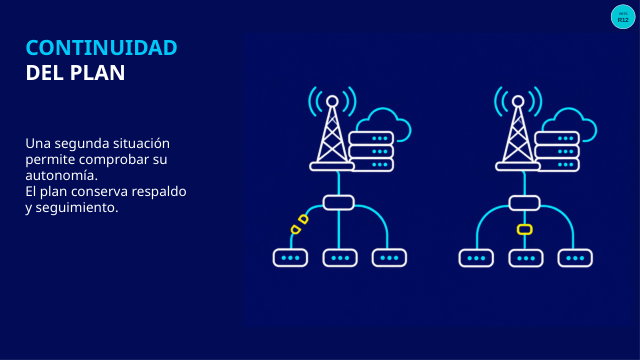 CONTINUIDAD
DEL PLAN
Una segunda situación
permite comprobar su
autonomía.
El plan conserva respaldo
y seguimiento.
R12